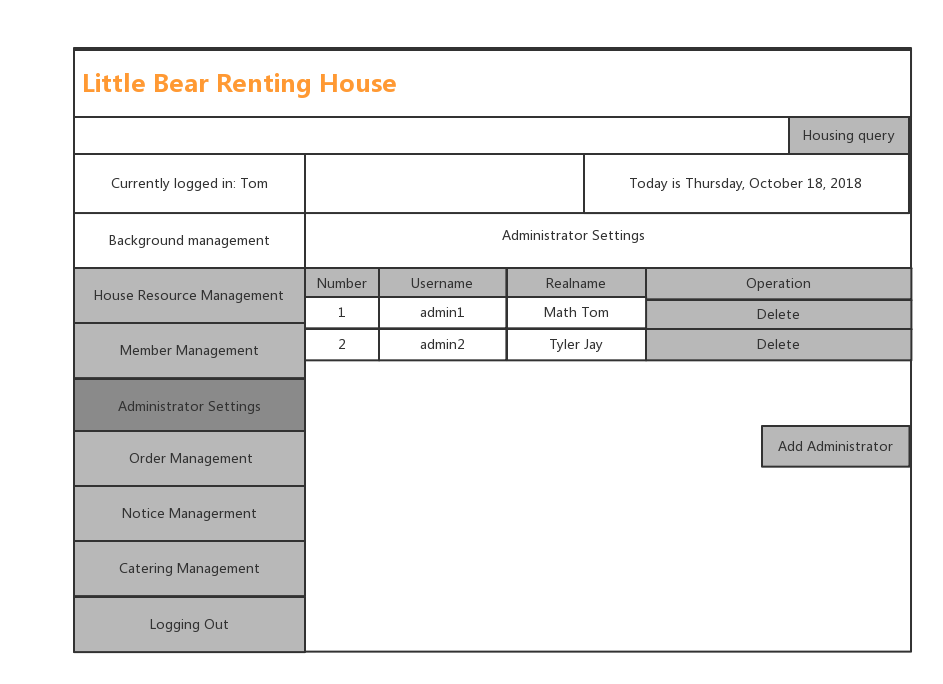 Little Bear Renting House
Housing query
Currently logged in: Tom
Today is Thursday, October 18, 2018
Background management
Administrator Settings
House Resource Management
Number Username Realname Operation
1 admin1 Math Tom Delete
2 admin2 Tyler Jay Delete
Member Management
Administrator Settings
Add Administrator
Order Management
Notice Managerment
Catering Management
Logging Out